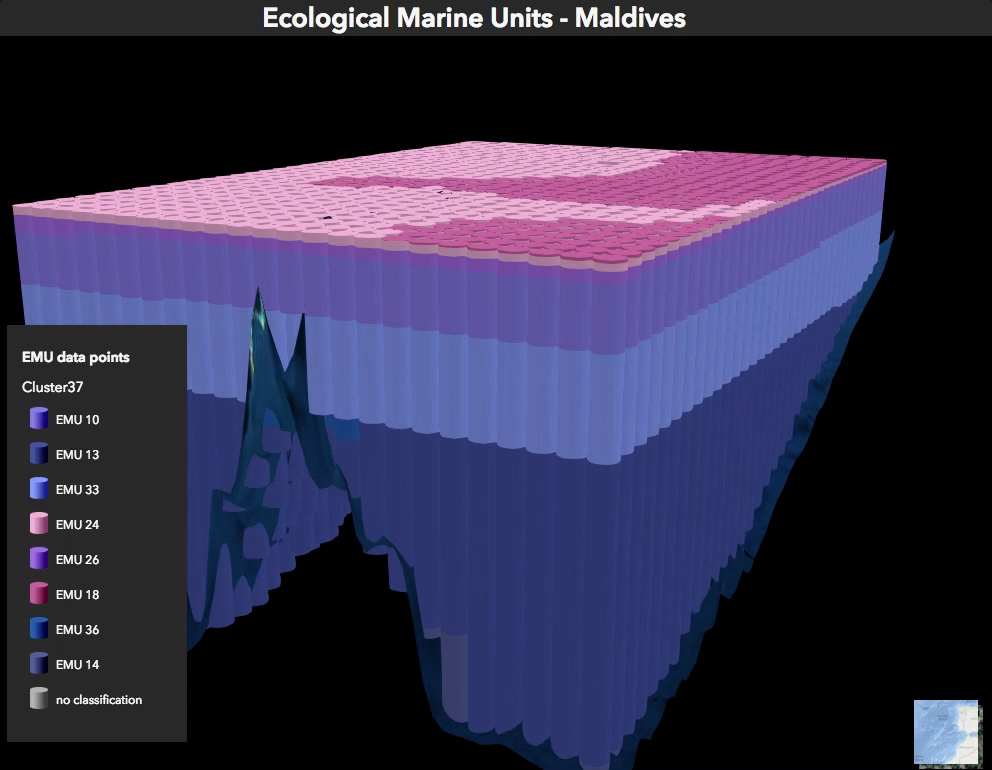 Ecological Marine Units - Maldives
EMU data points
Cluster37
EMU 10
EMU 13
EMU 33
EMU 24
EMU 26
EMU 18
EMU 36
EMU 14
no classification